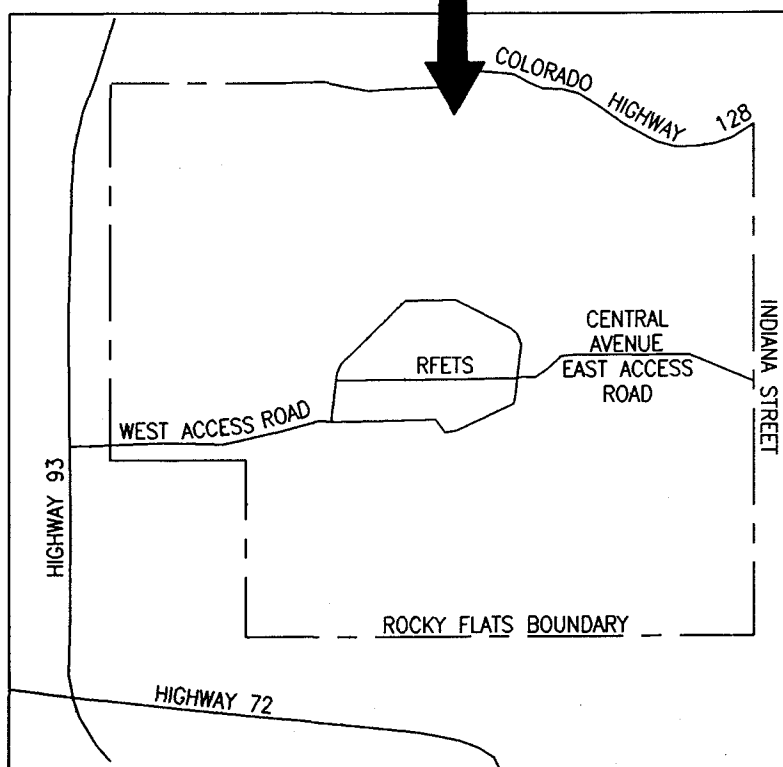 COLORADO HIGHWAY 128
CENTRAL
AVENUE
EAST ACCESS
ROAD
INDIANA STREET
RFETS
WEST ACCESS ROAD
HIGHWAY 93
ROCKY FLATS BOUNDARY
HIGHWAY 72